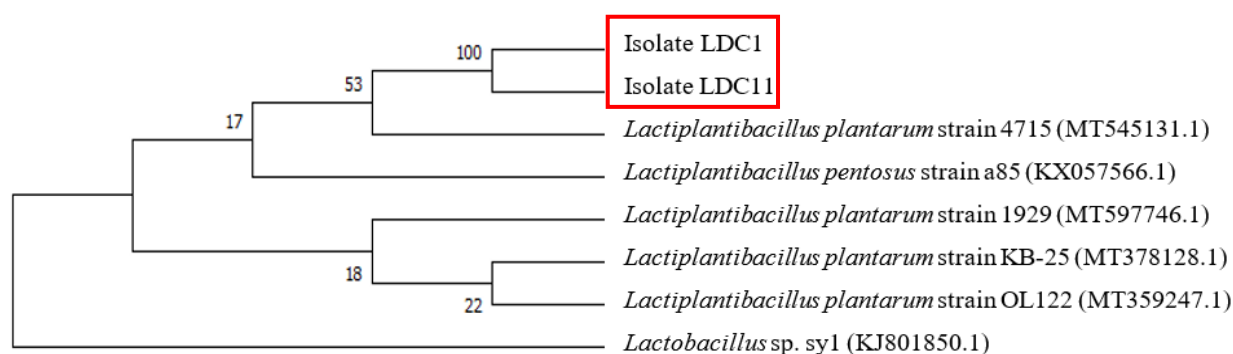 Isolate LDC1
100
Isolate LDC11
53
17
Lactiplantibacillus plantarum strain 4715 (MT545131.1)
Lactiplantibacillus pentosus strain a85 (KX057566.1)
Lactiplantibacillus plantarum strain 1929 (MT597746.1)
Lactiplantibacillus plantarum strain KB-25 (MT378128.1)
18
22
Lactiplantibacillus plantarum strain OL122 (MT359247.1)
Lactobacillus sp. sy1 (KJ801850.1)